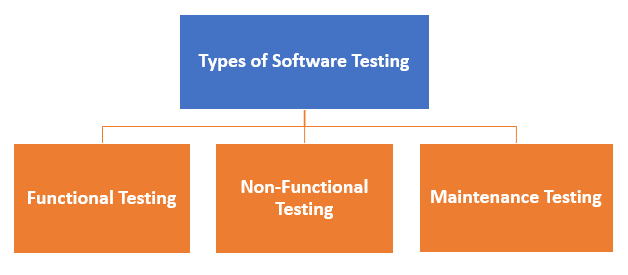 Types of Software Testing
Functional Testing
Non-Functional
Testing
Maintenance Testing